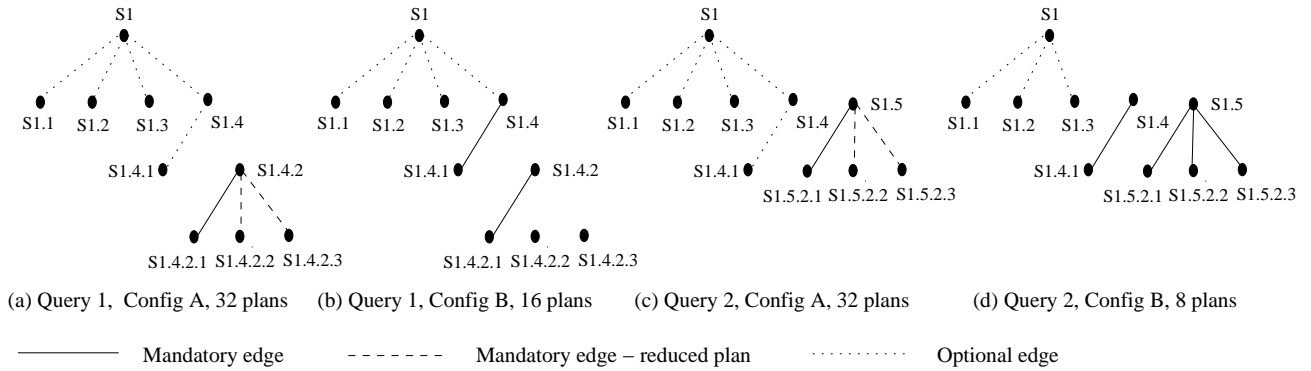 S1 S1 S1 S1
S1.1 S1.2 S1.3 S1.4 S1.1 S1.2 S1.3 S1.4 S1.1 S1.2 S1.3 S1.4 S1.5 S1.1 S1.2 S1.3 S1.4 S1.5
S1.4.1 S1.4.2 S1.4.1 S1.4.2 S1.4.1 S1.5.2.1 S1.5.2.2 S1.5.2.3 S1.4.1 S1.5.2.1 S1.5.2.2 S1.5.2.3
S1.4.2.1 S1.4.2.2 S1.4.2.3 S1.4.2.1 S1.4.2.2 S1.4.2.3
(a) Query 1, Config A, 32 plans (b) Query 1, Config B, 16 plans (c) Query 2, Config A, 32 plans (d) Query 2, Config B, 8 plans
Mandatory edge Mandatory edge – reduced plan Optional edge